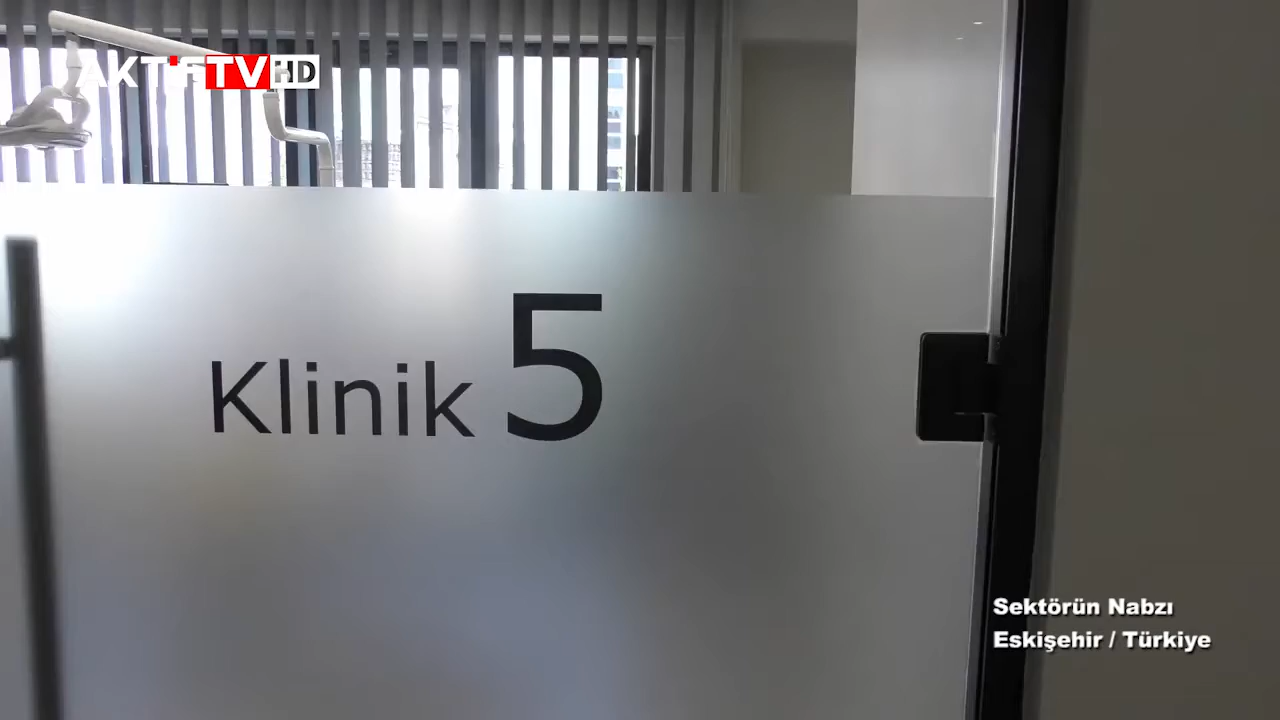 AKTİF TV HD
Klinik 5
Sektörün Nabzı
Eskişehir / Türkiye